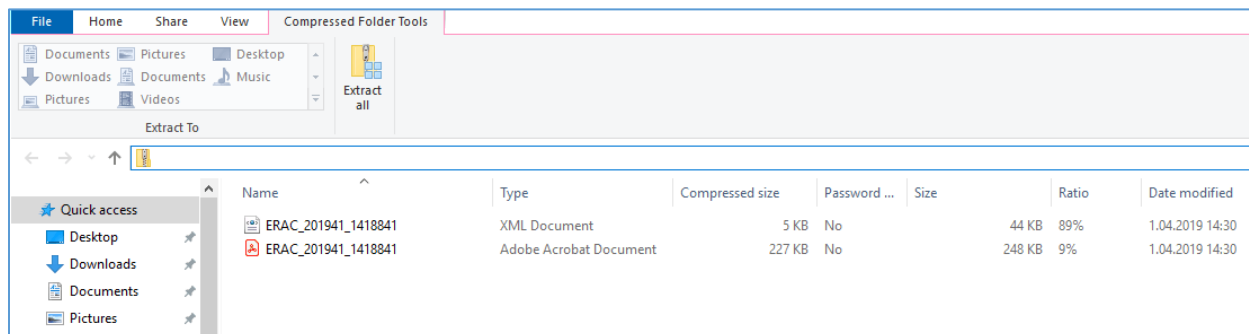 File Home Share View Compressed Folder Tools
Documents Pictures Desktop
Downloads Documents Music
Pictures Videos
Extract To
Extract
all
Name Type Compressed size Password ... Size Ratio Date modified
Quick access
Desktop
Downloads
Documents
Pictures
ERAC_201941_1418841 XML Document 5 KB No 44 KB 89% 1.04.2019 14:30
ERAC_201941_1418841 Adobe Acrobat Document 227 KB No 248 KB 9% 1.04.2019 14:30